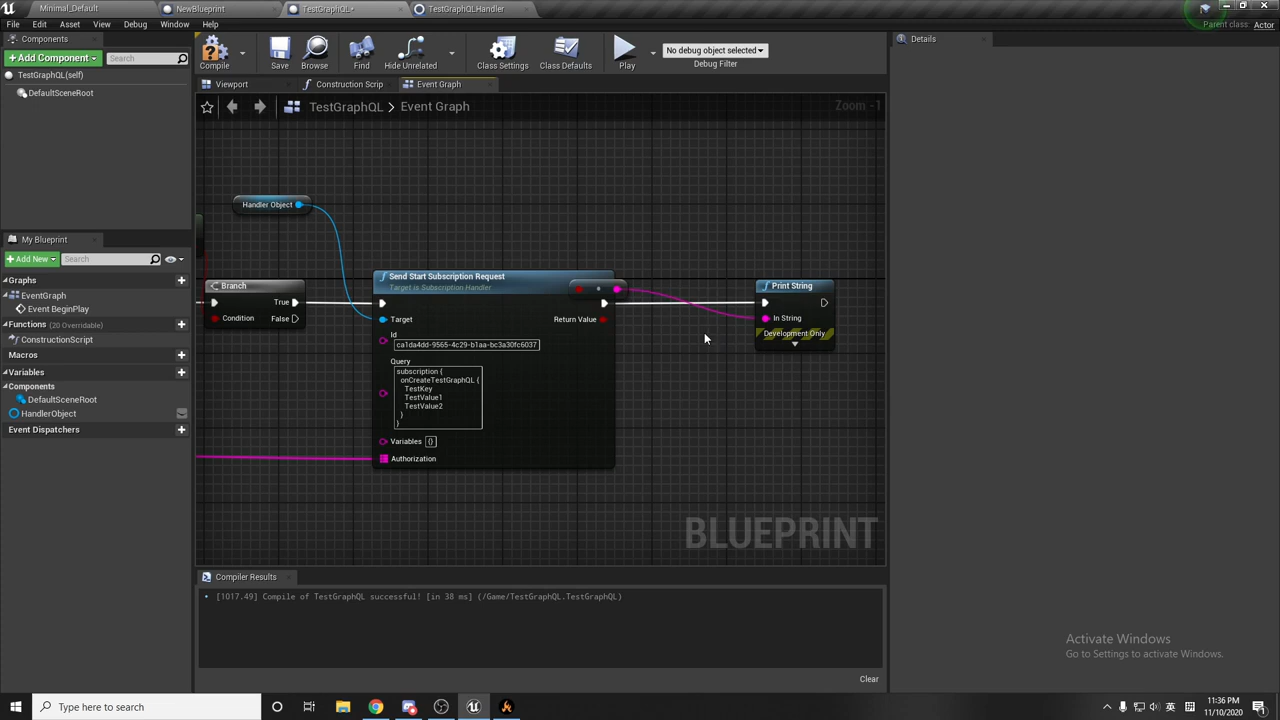 Minimal_Default
NewBlueprint
TestGraphQL*
TestGraphQLHandler
File Edit Asset View Debug Window Help
Parent class: Actor
Components
+Add Component
Search
TestGraphQL(self)
DefaultSceneRoot
Compile
Save
Browse
Find
Hide Unrelated
Class Settings
Class Defaults
Play
No debug object selected
Debug Filter
Details
Viewport
Construction Scrip
Event Graph
TestGraphQL > Event Graph
Zoom -1
My Blueprint
+Add New
Search
Graphs
EventGraph
Event BeginPlay
Functions (20 Overridable)
ConstructionScript
Macros
Variables
Components
DefaultSceneRoot
HandlerObject
Event Dispatchers
Handler Object
Branch
True
Condition
False
Send Start Subscription Request
Target is Subscription Handler
Target
Return Value
Id
ca1da4dd-9565-4c29-b1aa-bc3a30fc6037
Query
subscription {
onCreateTestGraphQL {
TestKey
TestValue1
TestValue2
}
}
Variables {}
Authorization
Print String
In String
Development Only
BLUEPRINT
Compiler Results
[1017.49] Compile of TestGraphQL successful! [in 38 ms] (/Game/TestGraphQL.TestGraphQL)
Clear
Activate Windows
Go to Settings to activate Windows.
Type here to search
英
11:36 PM
11/10/2020
1